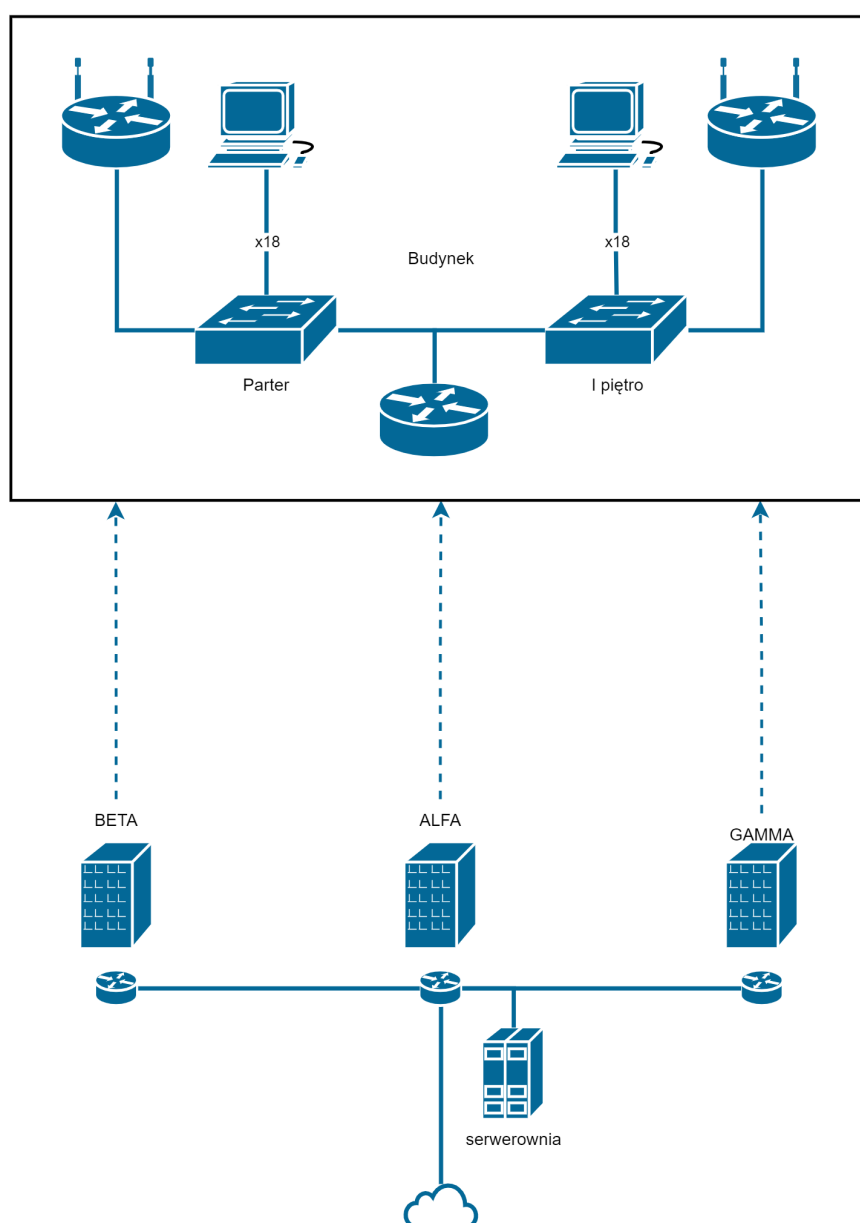 x18
x18
Budynek
Parter
I piętro
BETA
ALFA
GAMMA
serwerownia